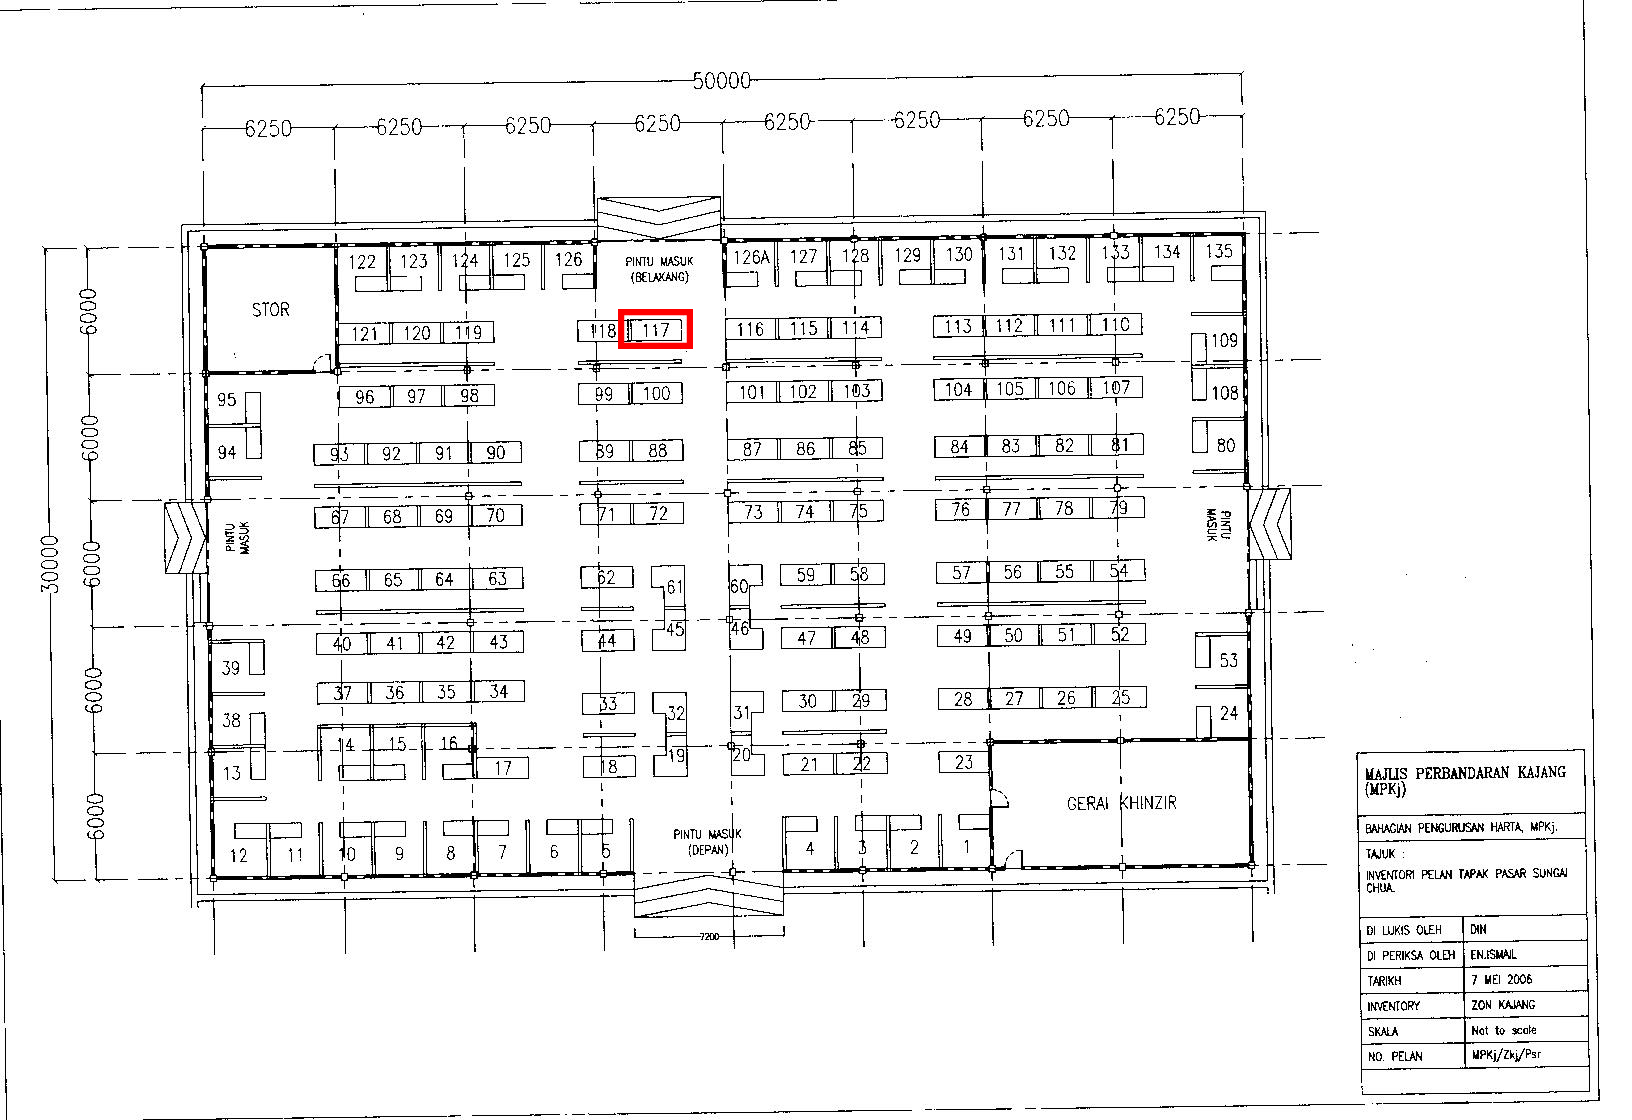 50000
6250 6250 6250 6250 6250 6250 6250 6250
6000
6000
6000
6000
6000
30000
122 123 124 125 126
PINTU MASUK
(BELAKANG)
126A 127 128 129 130 131 132 133 134 135
STOR
121 120 119 118 117 116 115 114 113 112 111 110
109
96 97 98 99 100 101 102 103 104 105 106 107
108
95
94
93 92 91 90 89 88 87 86 85 84 83 82 81
80
67 68 69 70 71 72 73 74 75 76 77 78 79
PINTU
MASUK
PINTU
MASUK
66 65 64 63 62 61 60 59 58 57 56 55 54
40 41 42 43 44 45 46 47 48 49 50 51 52
39
53
37 36 35 34 33 32 31 30 29 28 27 26 25
38
24
14 15 16
13
17 18 19 20 21 22 23
GERAI KHINZIR
PINTU MASUK
(DEPAN)
12 11 10 9 8 7 6 5 4 3 2 1
7200
MAJLIS PERBANDARAN KAJANG
(MPKj)
BAHAGIAN PENGURUSAN HARTA, MPKj.
TAJUK :
INVENTORI PELAN TAPAK PASAR SUNGAI
CHUA.
DI LUKIS OLEH DIN
DI PERIKSA OLEH EN.ISMAIL
TARIKH 7 MEI 2006
INVENTORY ZON KAJANG
SKALA Not to scale
NO. PELAN MPKj/Zkj/Psr